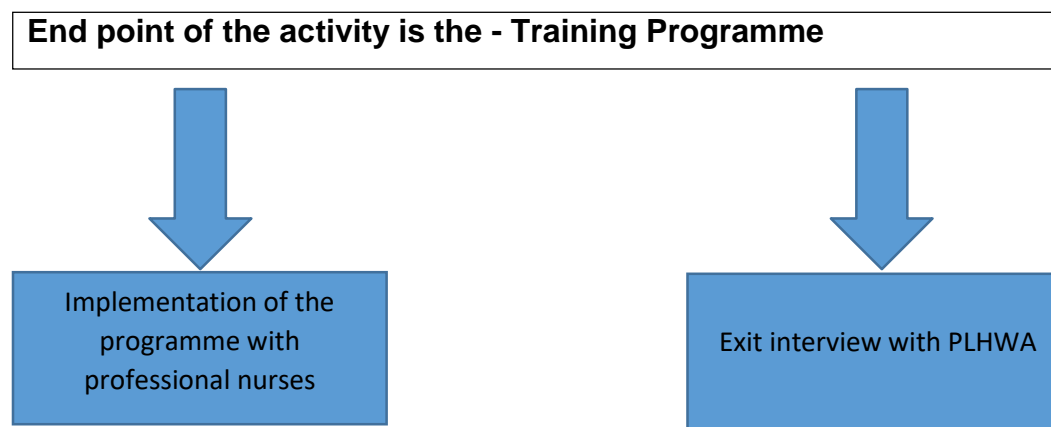 End point of the activity is the - Training Programme
Implementation of the
programme with
professional nurses
Exit interview with PLHWA